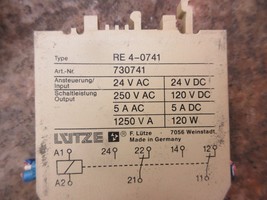 Type RE 4-0741
Art.-Nr 730741
Ansteuerung/ Input 24 V AC 24 V DC
Schaltleistung Output 250 V AC 120 V DC
5 A AC 5 A DC
1250 V A 120 W
LÜTZE F. Lütze 7056 Weinstadt
Made in Germany
A1 24 22 14 12
A2 21 11